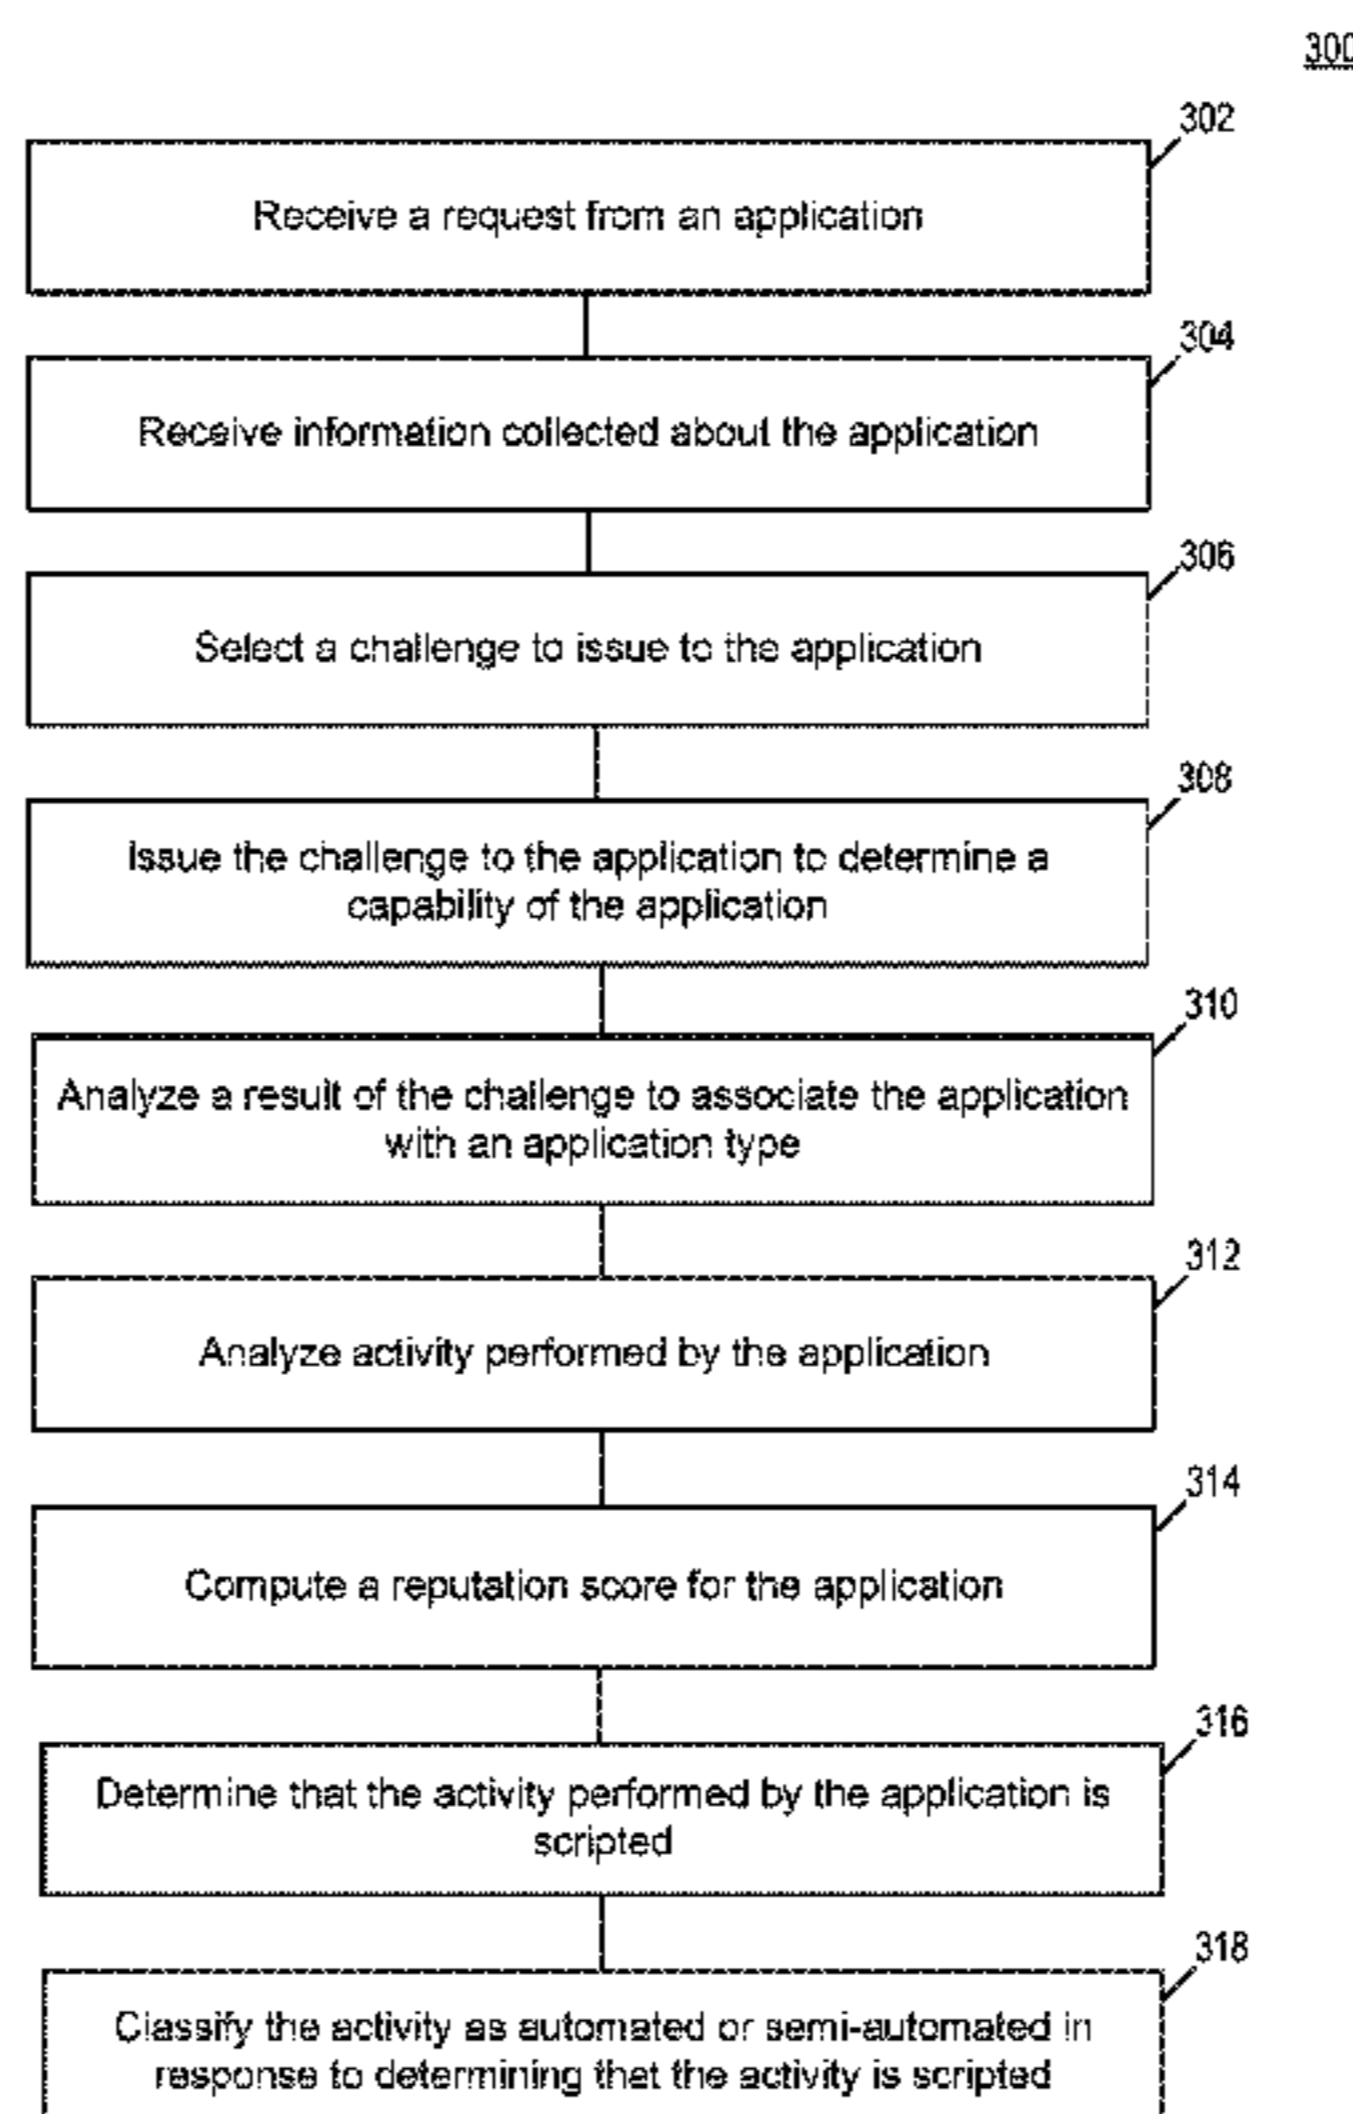 300
302
Receive a request from an application
304
Receive information collected about the application
306
Select a challenge to issue to the application
308
Issue the challenge to the application to determine a
capability of the application
310
Analyze a result of the challenge to associate the application
with an application type
312
Analyze activity performed by the application
314
Compute a reputation score for the application
316
Determine that the activity performed by the application is
scripted
318
Classify the activity as automated or semi-automated in
response to determining that the activity is scripted